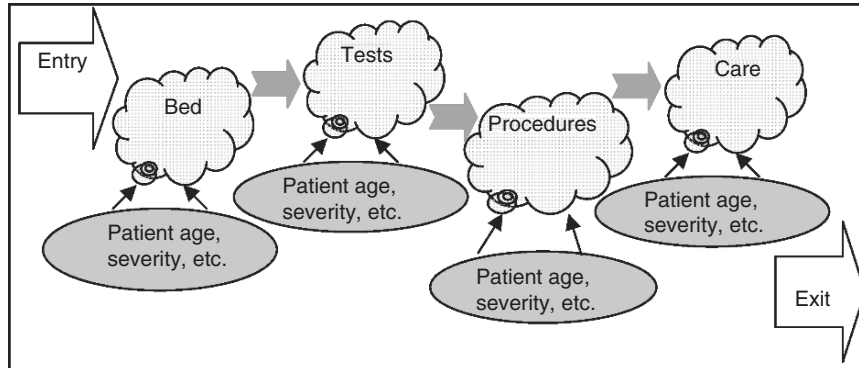 Entry
Bed
Patient age,
severity, etc.
Tests
Patient age,
severity, etc.
Procedures
Patient age,
severity, etc.
Care
Patient age,
severity, etc.
Exit